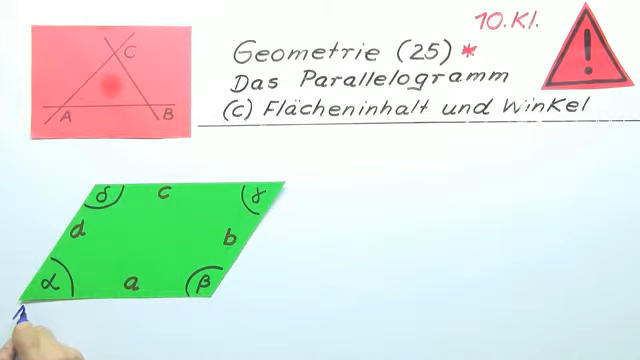 10.Kl.
Geometrie (25) *
Das Parallelogramm
(c) Flächeninhalt und Winkel
C
A
B
!
δ
c
γ
d
b
α
a
β